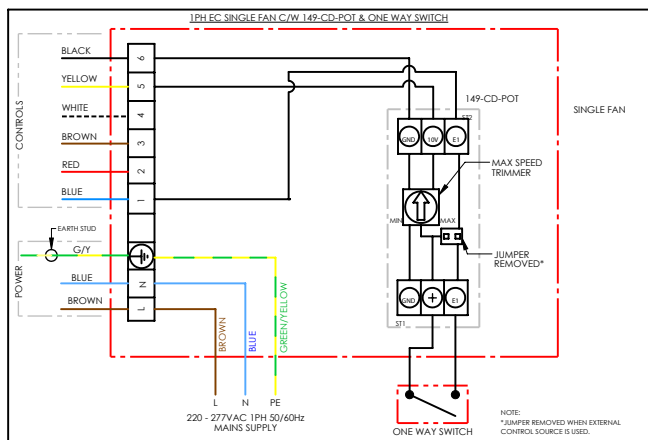 1PH EC SINGLE FAN C/W 149-CD-POT & ONE WAY SWITCH
CONTROLS
BLACK
YELLOW
WHITE
BROWN
RED
BLUE
6
5
4
3
2
1
EARTH STUD
G/Y
POWER
BLUE
BROWN
N
L
BROWN
BLUE
GREEN/YELLOW
L
N
PE
220 - 277VAC 1PH 50/60Hz
MAINS SUPPLY
149-CD-POT
SINGLE FAN
ST2
GND
10V
E1
MAX SPEED
TRIMMER
MIN
MAX
JUMPER
REMOVED*
GND
+
E1
ST1
ONE WAY SWITCH
NOTE:
*JUMPER REMOVED WHEN EXTERNAL
CONTROL SOURCE IS USED.